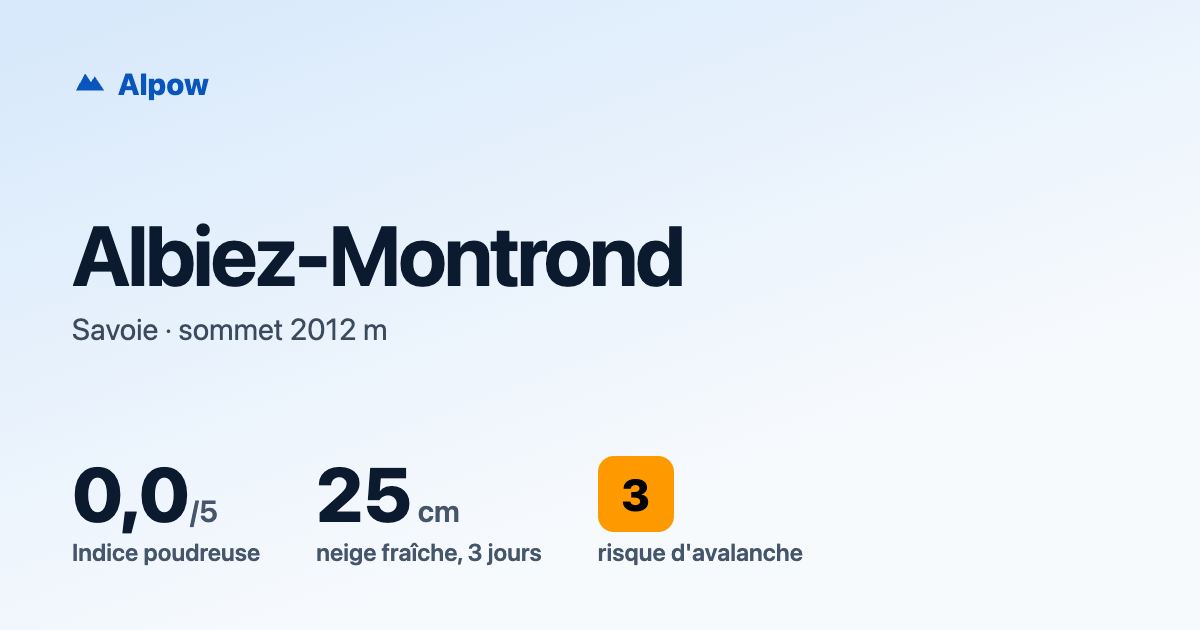 Alpow
Albiez-Montrond
Savoie · sommet 2012 m
0,0/5
Indice poudreuse
25 cm
neige fraîche, 3 jours
3
risque d'avalanche